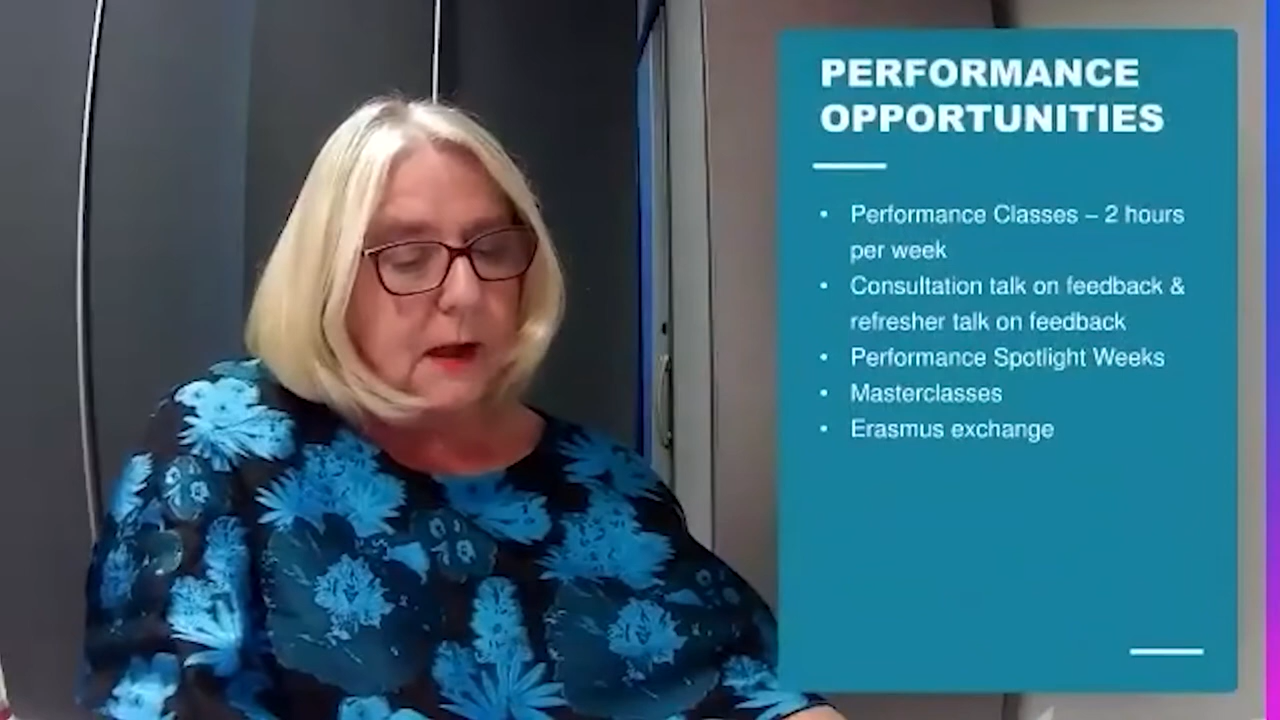 PERFORMANCE
OPPORTUNITIES
• Performance Classes – 2 hours
per week
• Consultation talk on feedback &
refresher talk on feedback
• Performance Spotlight Weeks
• Masterclasses
• Erasmus exchange